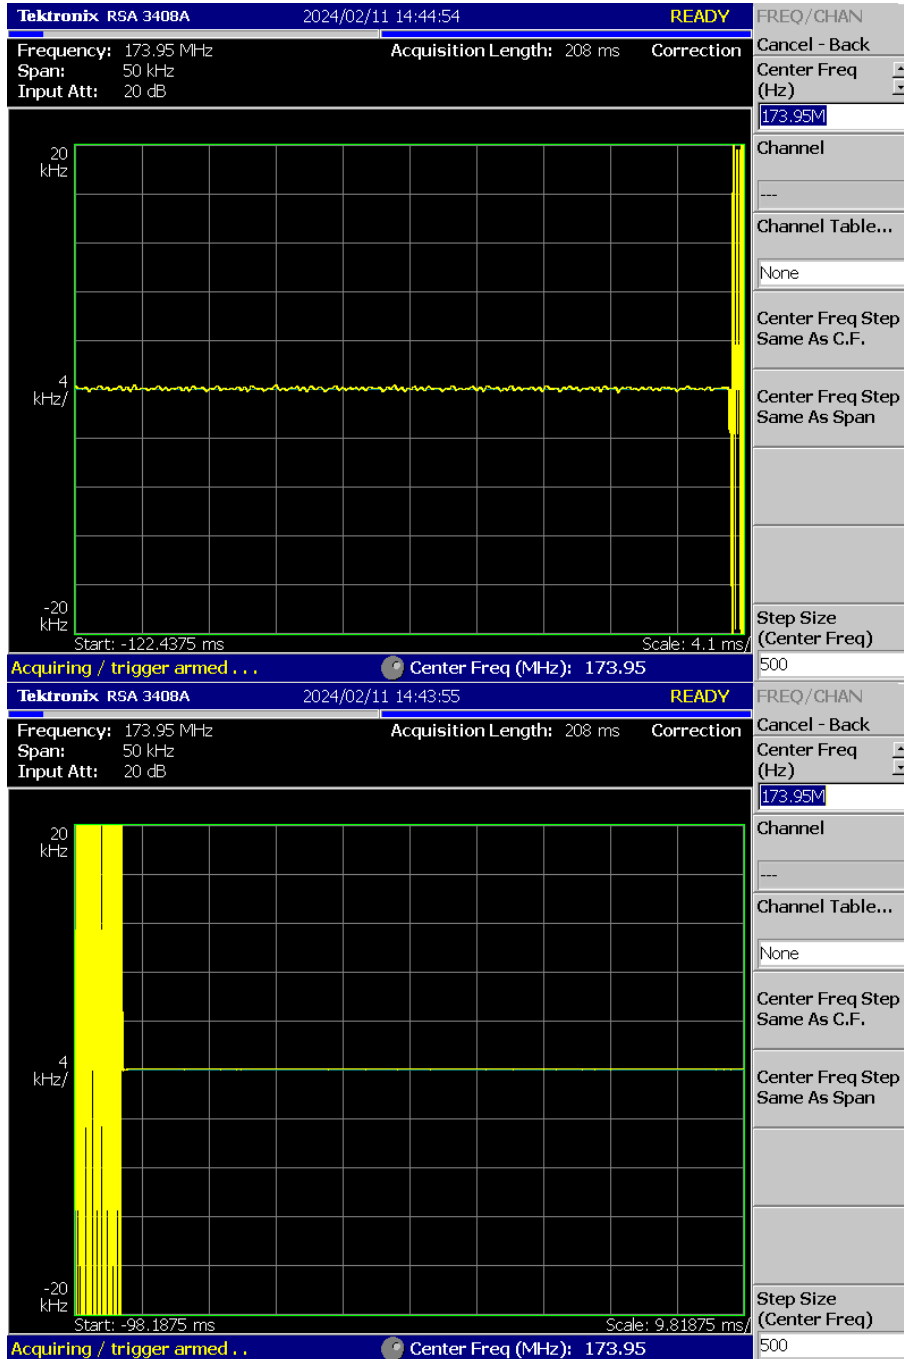 Tektronix RSA 3408A 2024/02/11 14:44:54 READY FREQ/CHAN
Frequency: 173.95 MHz Acquisition Length: 208 ms Correction
Span: 50 kHz
Input Att: 20 dB
Cancel - Back
Center Freq
(Hz)
173.95M
Channel
---
Channel Table...
None
Center Freq Step
Same As C.F.
Center Freq Step
Same As Span
Step Size
(Center Freq)
500
20
kHz
4
kHz/
-20
kHz
Start: -122.4375 ms Scale: 4.1 ms/
Acquiring / trigger armed . . . Center Freq (MHz): 173.95
Tektronix RSA 3408A 2024/02/11 14:43:55 READY FREQ/CHAN
Frequency: 173.95 MHz Acquisition Length: 208 ms Correction
Span: 50 kHz
Input Att: 20 dB
Cancel - Back
Center Freq
(Hz)
173.95M
Channel
---
Channel Table...
None
Center Freq Step
Same As C.F.
Center Freq Step
Same As Span
Step Size
(Center Freq)
500
20
kHz
4
kHz/
-20
kHz
Start: -98.1875 ms Scale: 9.81875 ms/
Acquiring / trigger armed . . Center Freq (MHz): 173.95